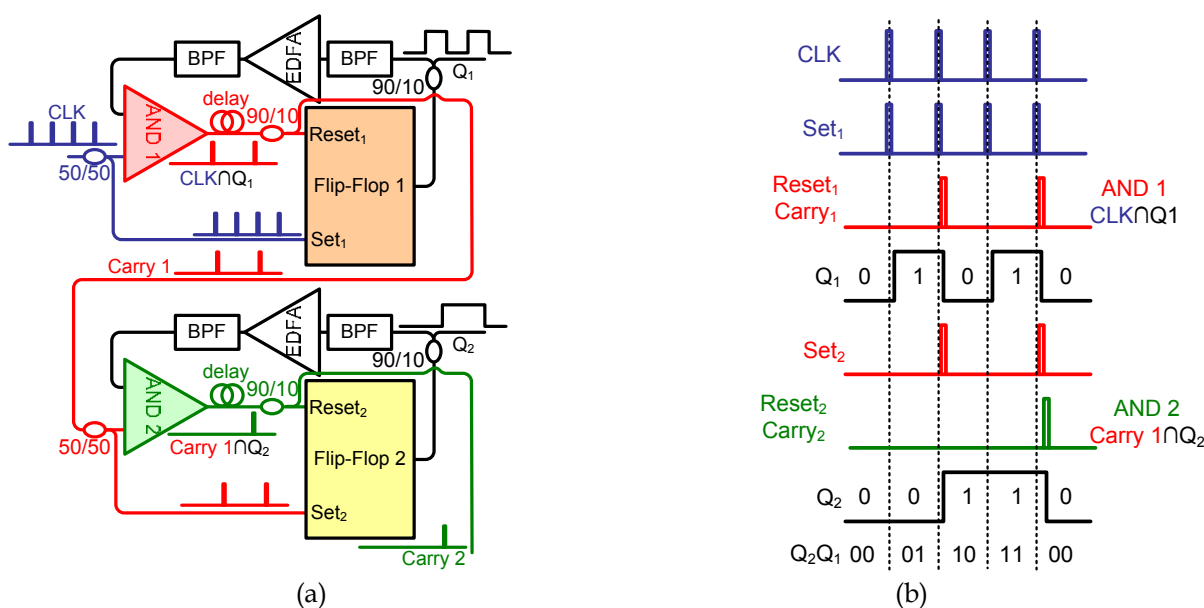 BPF
EDFA
BPF
Q₁
90/10
CLK
AND 1
delay
90/10
Reset₁
50/50
CLK∩Q₁
Flip-Flop 1
Set₁
Carry 1
BPF
EDFA
BPF
Q₂
90/10
AND 2
delay
90/10
Reset₂
50/50
Carry 1∩Q₂
Flip-Flop 2
Set₂
Carry 2
(a)
CLK
Set₁
Reset₁
Carry₁
AND 1
CLK∩Q1
Q₁ 0 1 0 1 0
Set₂
Reset₂
Carry₂
AND 2
Carry 1∩Q₂
Q₂ 0 0 1 1 0
Q₂Q₁ 00 01 10 11 00
(b)